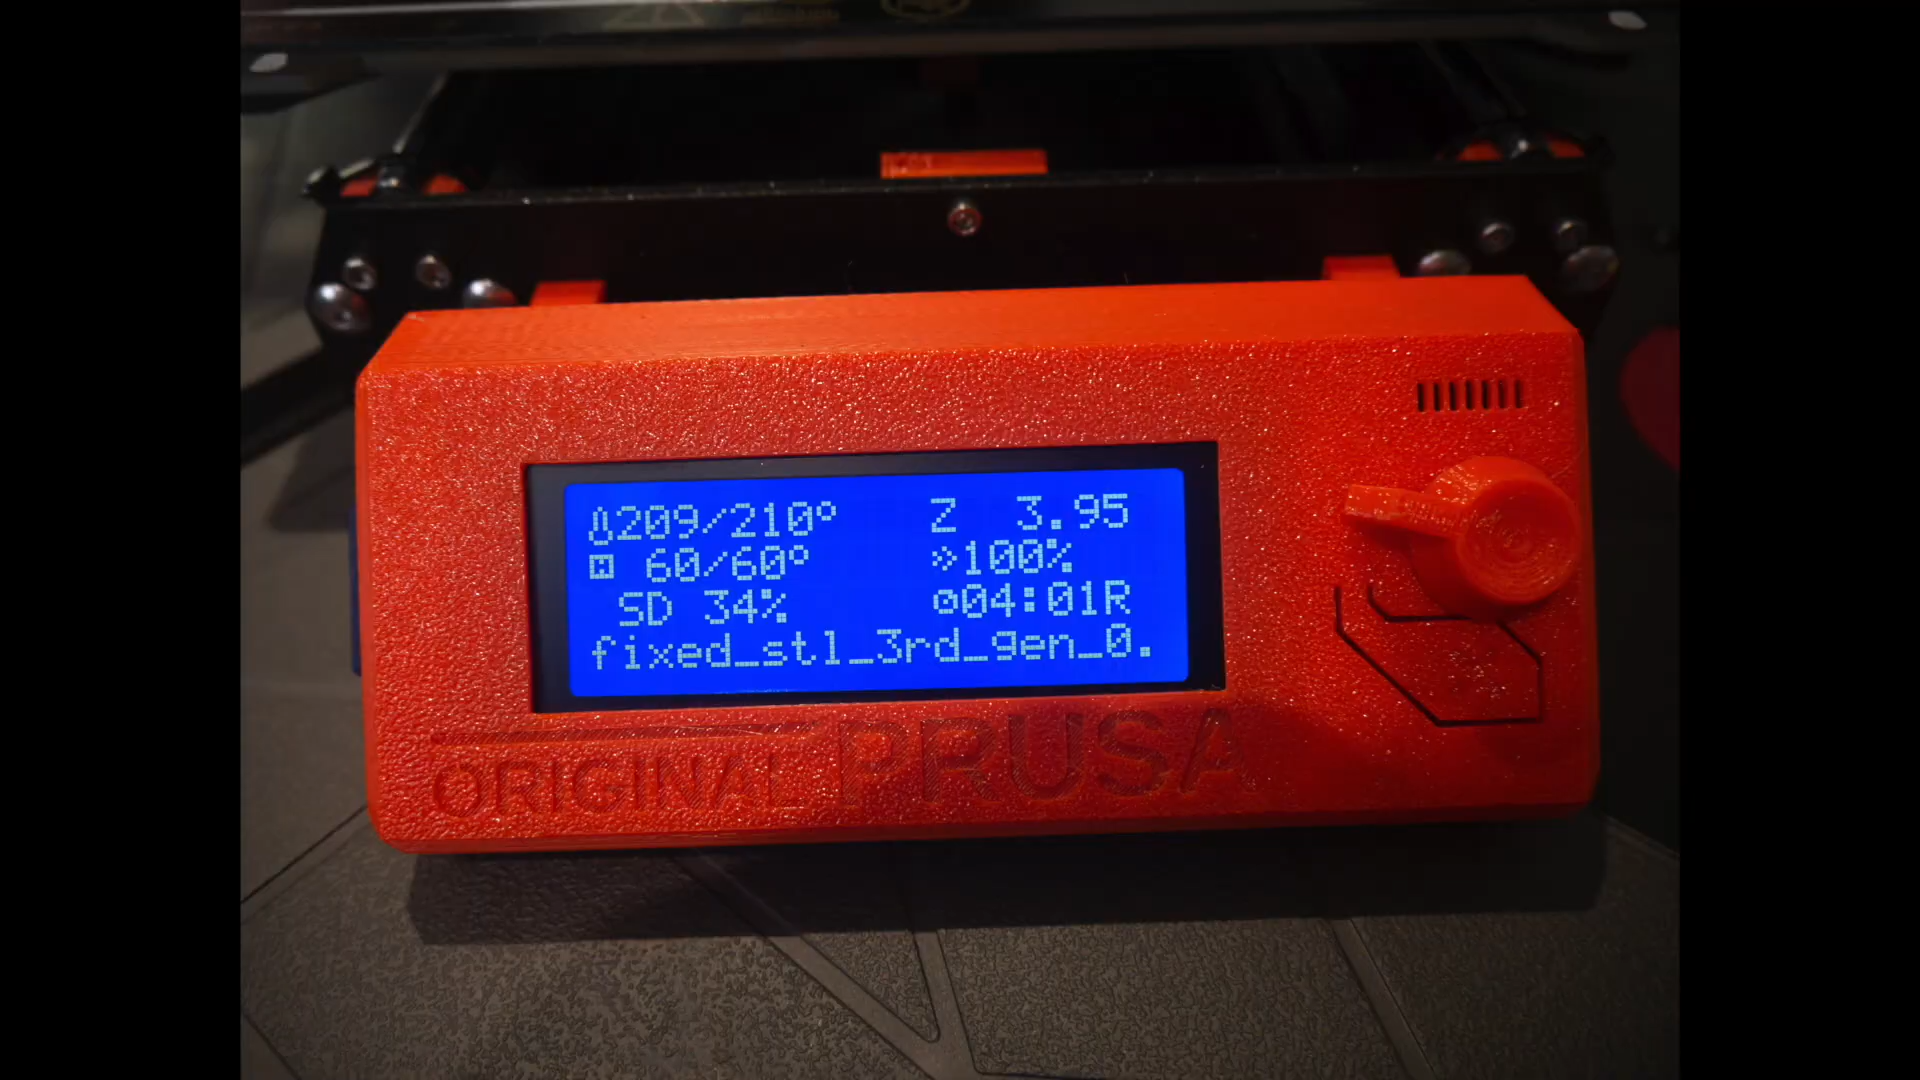 209/210° Z 3.95
60/60° 100%
SD 34% 04:01R
fixed_stl_3rd_gen_0.
ORIGINAL PRUSA